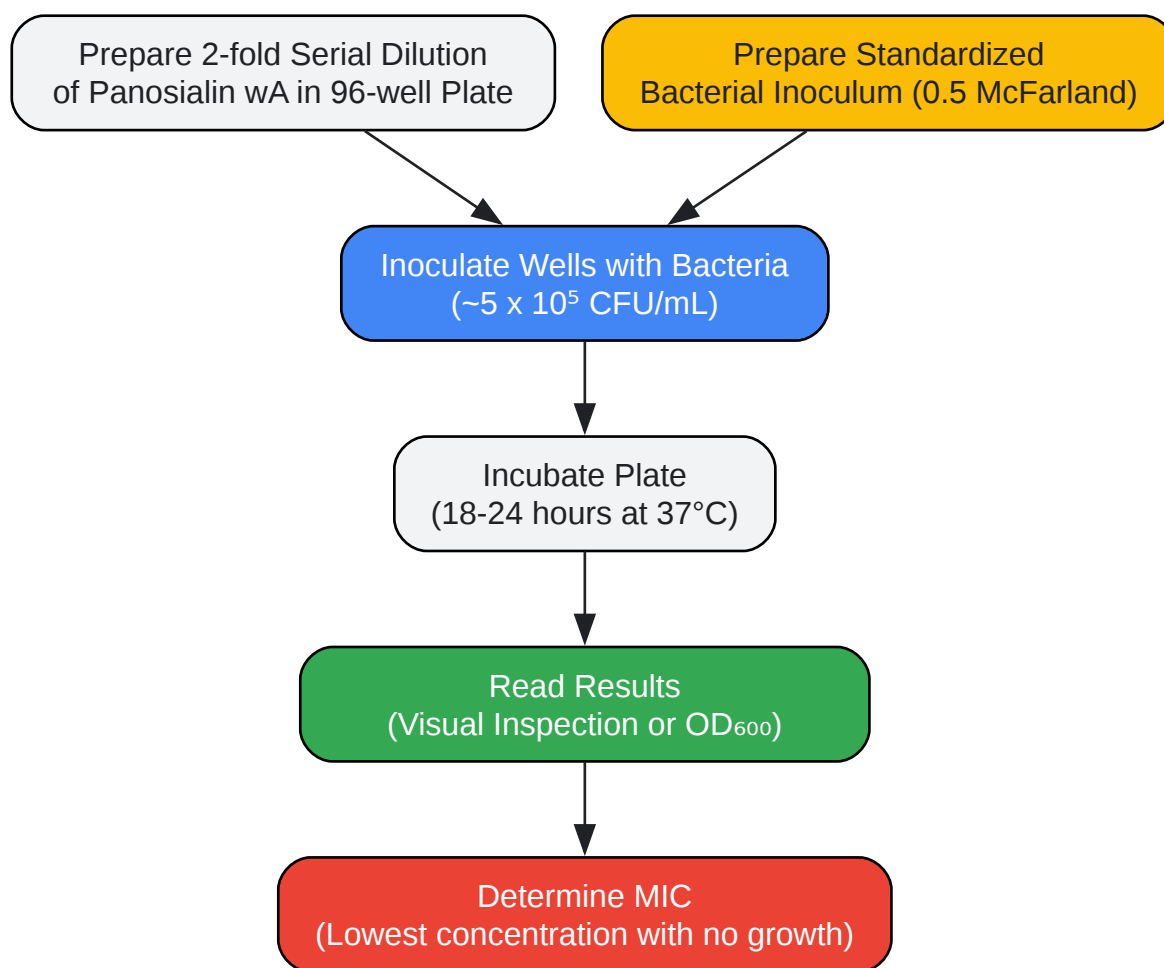 Prepare 2-fold Serial Dilution
of Panosialin wA in 96-well Plate
Prepare Standardized
Bacterial Inoculum (0.5 McFarland)
Inoculate Wells with Bacteria
(~5 x 10⁵ CFU/mL)
Incubate Plate
(18-24 hours at 37°C)
Read Results
(Visual Inspection or OD₆₀₀)
Determine MIC
(Lowest concentration with no growth)